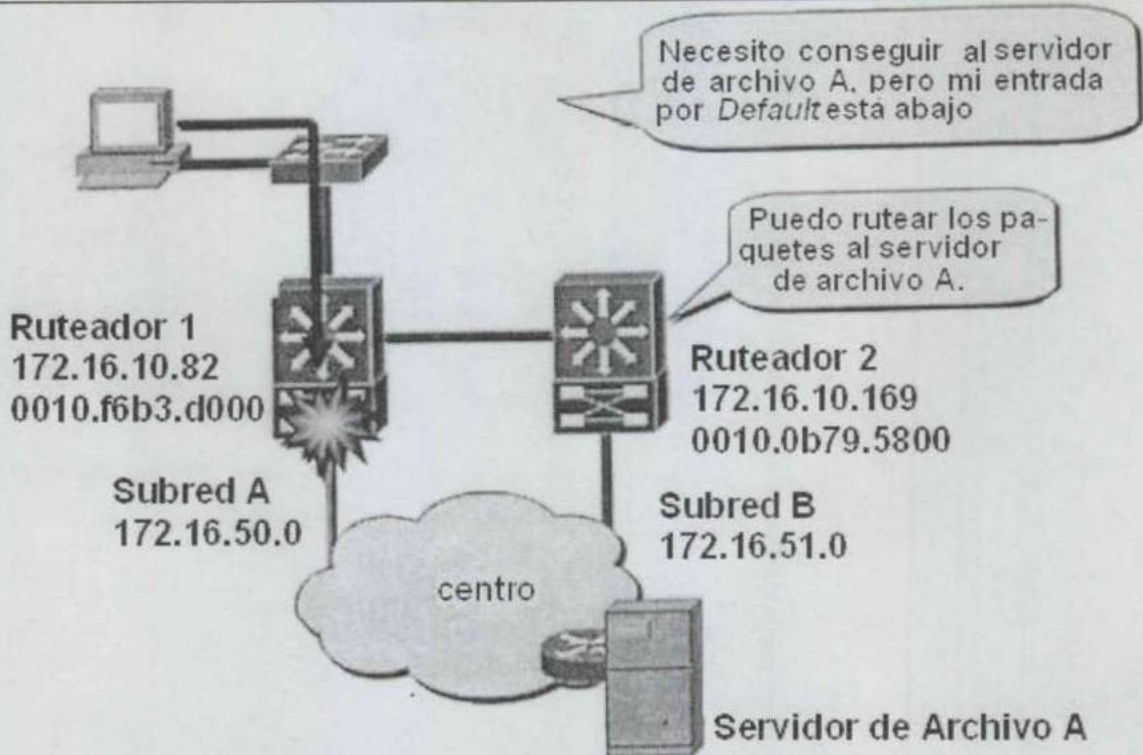 Necesito conseguir al servidor
de archivo A, pero mi entrada
por Default está abajo
Puedo rutear los pa-
quetes al servidor
de archivo A.
Ruteador 1
172.16.10.82
0010.f6b3.d000
Ruteador 2
172.16.10.169
0010.0b79.5800
Subred A
172.16.50.0
Subred B
172.16.51.0
centro
Servidor de Archivo A